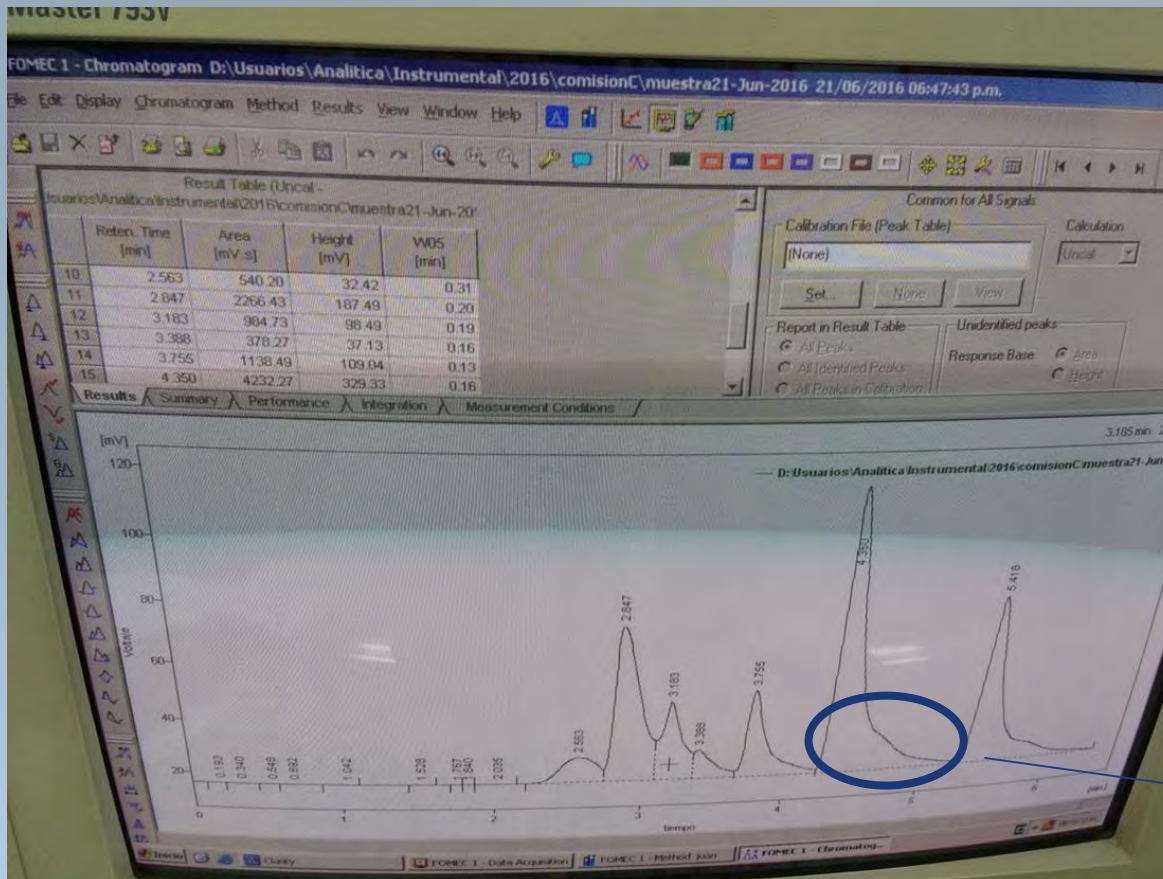 Master 793V
FOMEC 1 - Chromatogram D:\Usuarios\Analitica\Instrumental\2016\comisionC\muestra21-Jun-2016 21/06/2016 06:47:43 p.m.
File Edit Display Chromatogram Method Results View Window Help
Result Table (Uncal -
Usuarios\Analitica\Instrumental\2016\comisionC\muestra21-Jun-20
Reten. Time [min] Area [mV.s] Height [mV] W05 [min]
10 2.563 540.20 32.42 0.31
11 2.847 2266.43 187.49 0.20
12 3.183 984.73 98.49 0.19
13 3.388 378.27 37.13 0.16
14 3.755 1138.49 109.04 0.13
15 4.350 4232.27 329.33 0.16
Common for All Signals
Calibration File (Peak Table)
Calculation
(None)
Uncal
Set... None View
Report in Result Table
Unidentified peaks
All Peaks
All Identified Peaks
All Peaks in Calibration
Response Base
Area
Height
Results Summary Performance Integration Measurement Conditions
3.185 min
[mV]
D:\Usuarios\Analitica\Instrumental\2016\comisionC\muestra21-Jun
120
100
80
60
40
20
Voltaje
0.193
0.340
0.548
0.692
1.042
1.528
1.757
1.840
2.035
2.563
2.847
3.183
3.388
3.755
4.350
5.416
0 1 2 3 4 5 6
tiempo
[min.]
Inicio Clarity FOMEC 1 - Data Acquisition FOMEC 1 - Method Juan FOMEC 1 - Chromatog...